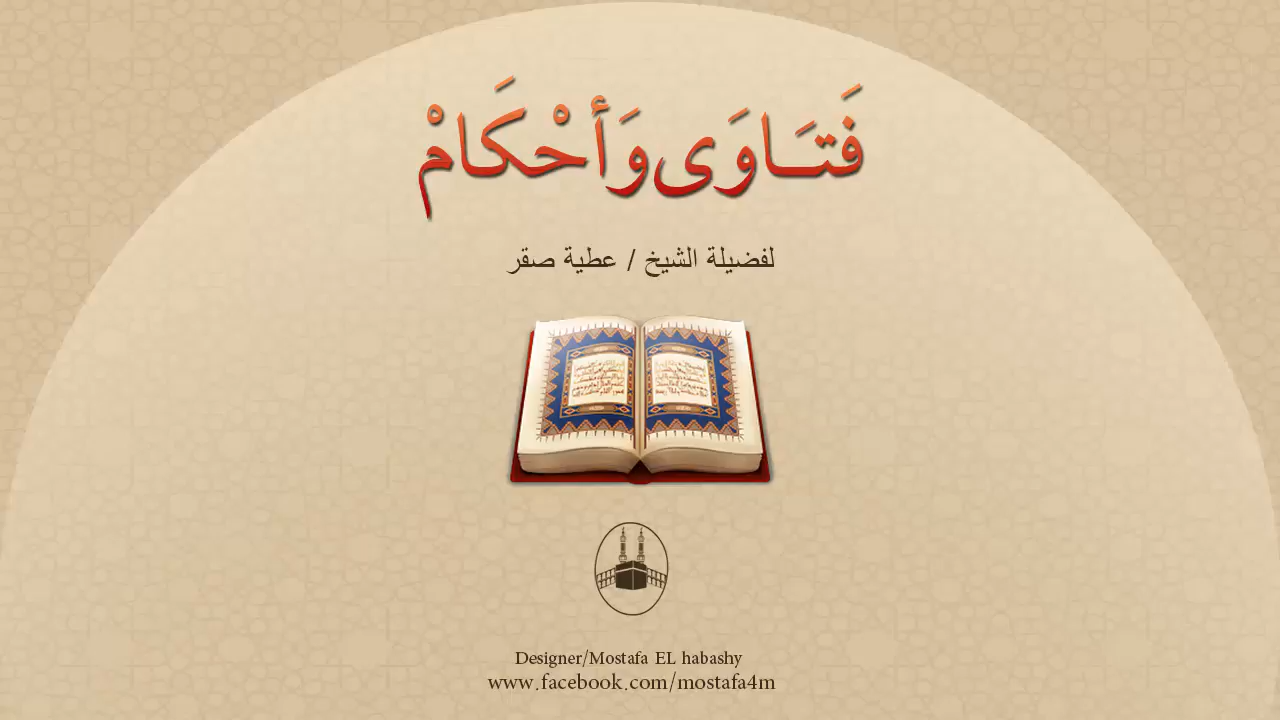 فَتَـاوَى وَأَحْكَامْ
لفضيلة الشيخ / عطية صقر
Designer/Mostafa EL habashy
www.facebook.com/mostafa4m